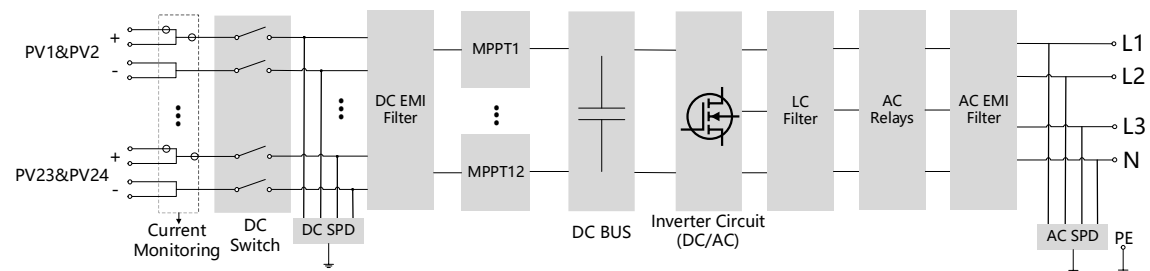 PV1&PV2
+
-
PV23&PV24
+
-
Current
Monitoring
DC
Switch
DC SPD
DC EMI
Filter
MPPT1
MPPT12
DC BUS
Inverter Circuit
(DC/AC)
LC
Filter
AC
Relays
AC EMI
Filter
L1
L2
L3
N
AC SPD
PE